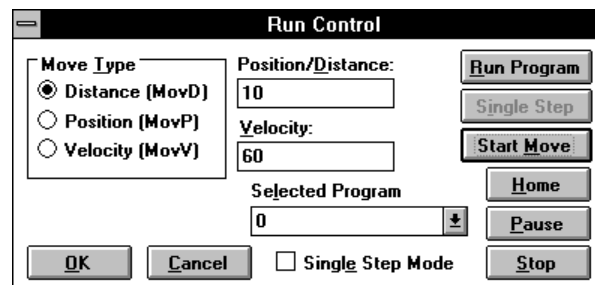 Run Control
Move Type
Distance (MovD)
Position (MovP)
Velocity (MovV)
Position/Distance:
10
Velocity:
60
Selected Program
0
Run Program
Single Step
Start Move
Home
Pause
Stop
OK
Cancel
Single Step Mode